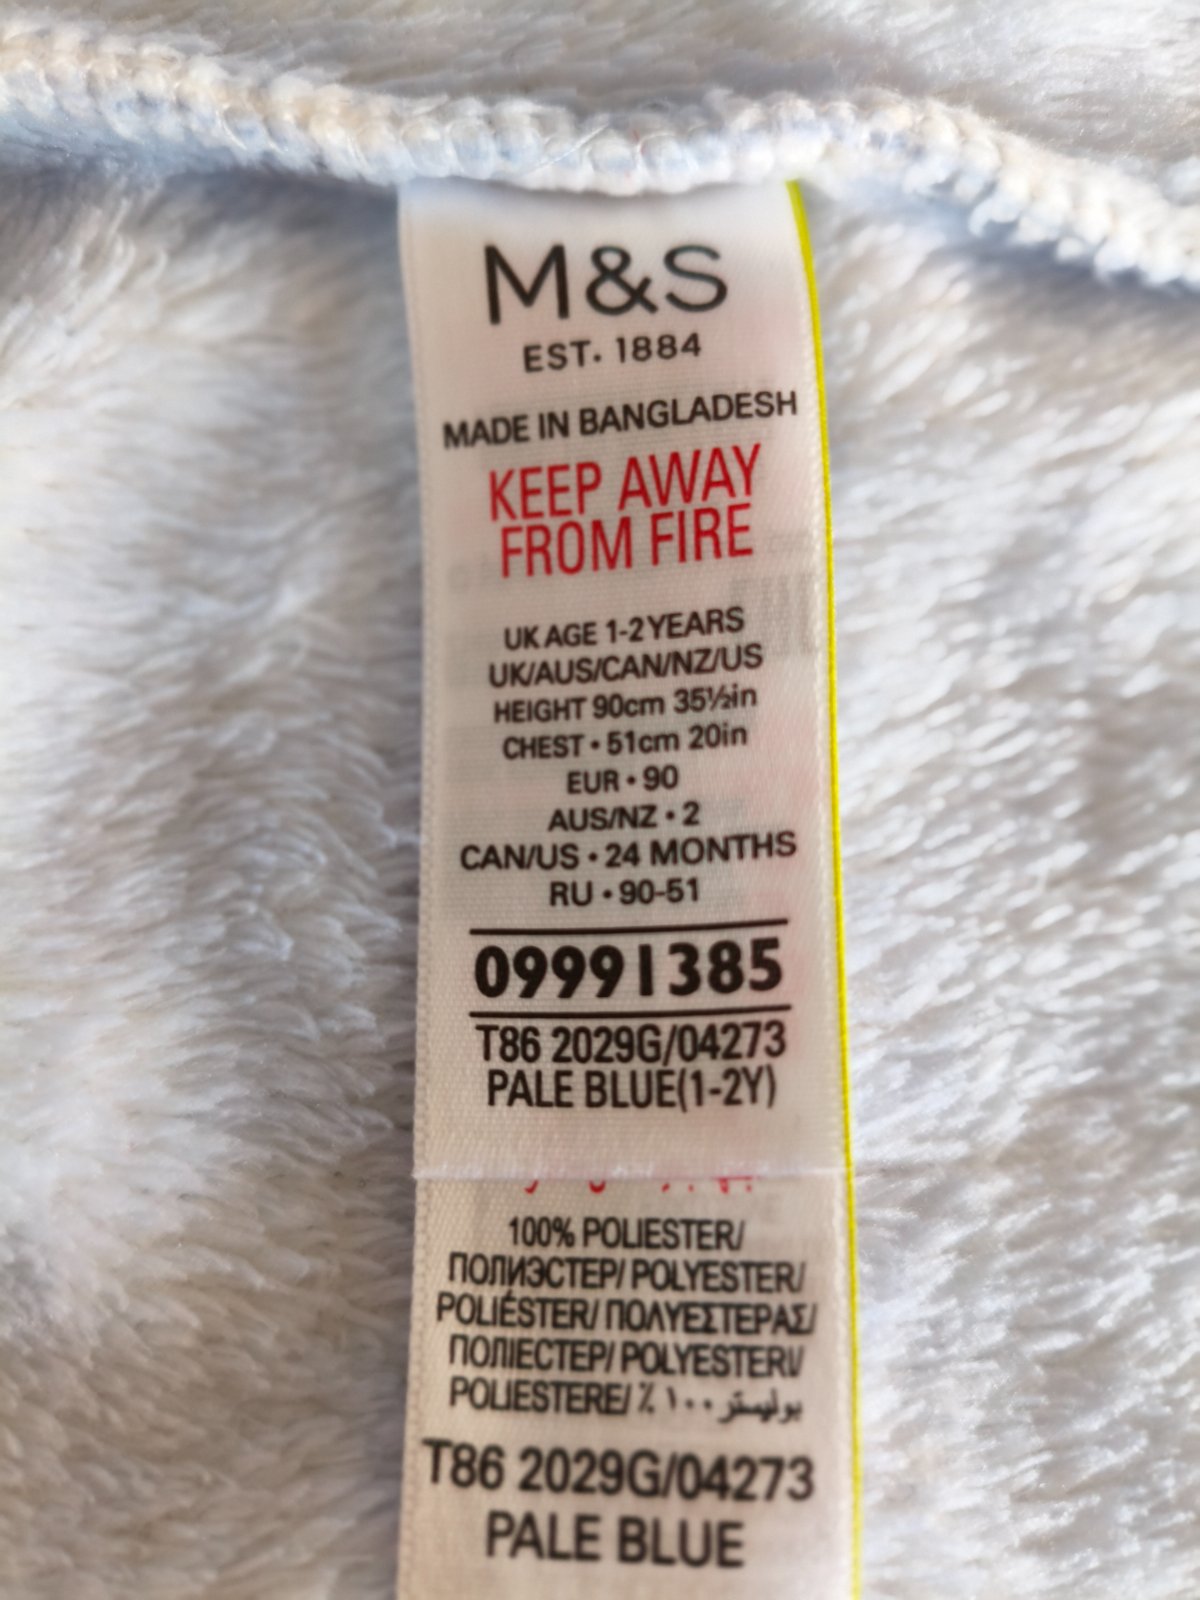 M&S
EST. 1884
MADE IN BANGLADESH
KEEP AWAY
FROM FIRE
UK AGE 1-2 YEARS
UK/AUS/CAN/NZ/US
HEIGHT 90cm 35½in
CHEST • 51cm 20in
EUR • 90
AUS/NZ • 2
CAN/US • 24 MONTHS
RU • 90-51
09991385
T86 2029G/04273
PALE BLUE(1-2Y)
100% POLIESTER/
ПОЛИЭСТЕР/ POLYESTER/
POLIÉSTER/ ΠΟΛΥΕΣΤΕΡΑΣ/
ПОЛІЕСТЕР/ POLYESTERI/
POLIESTERE/ ٪ ١٠٠ بوليستر
T86 2029G/04273
PALE BLUE